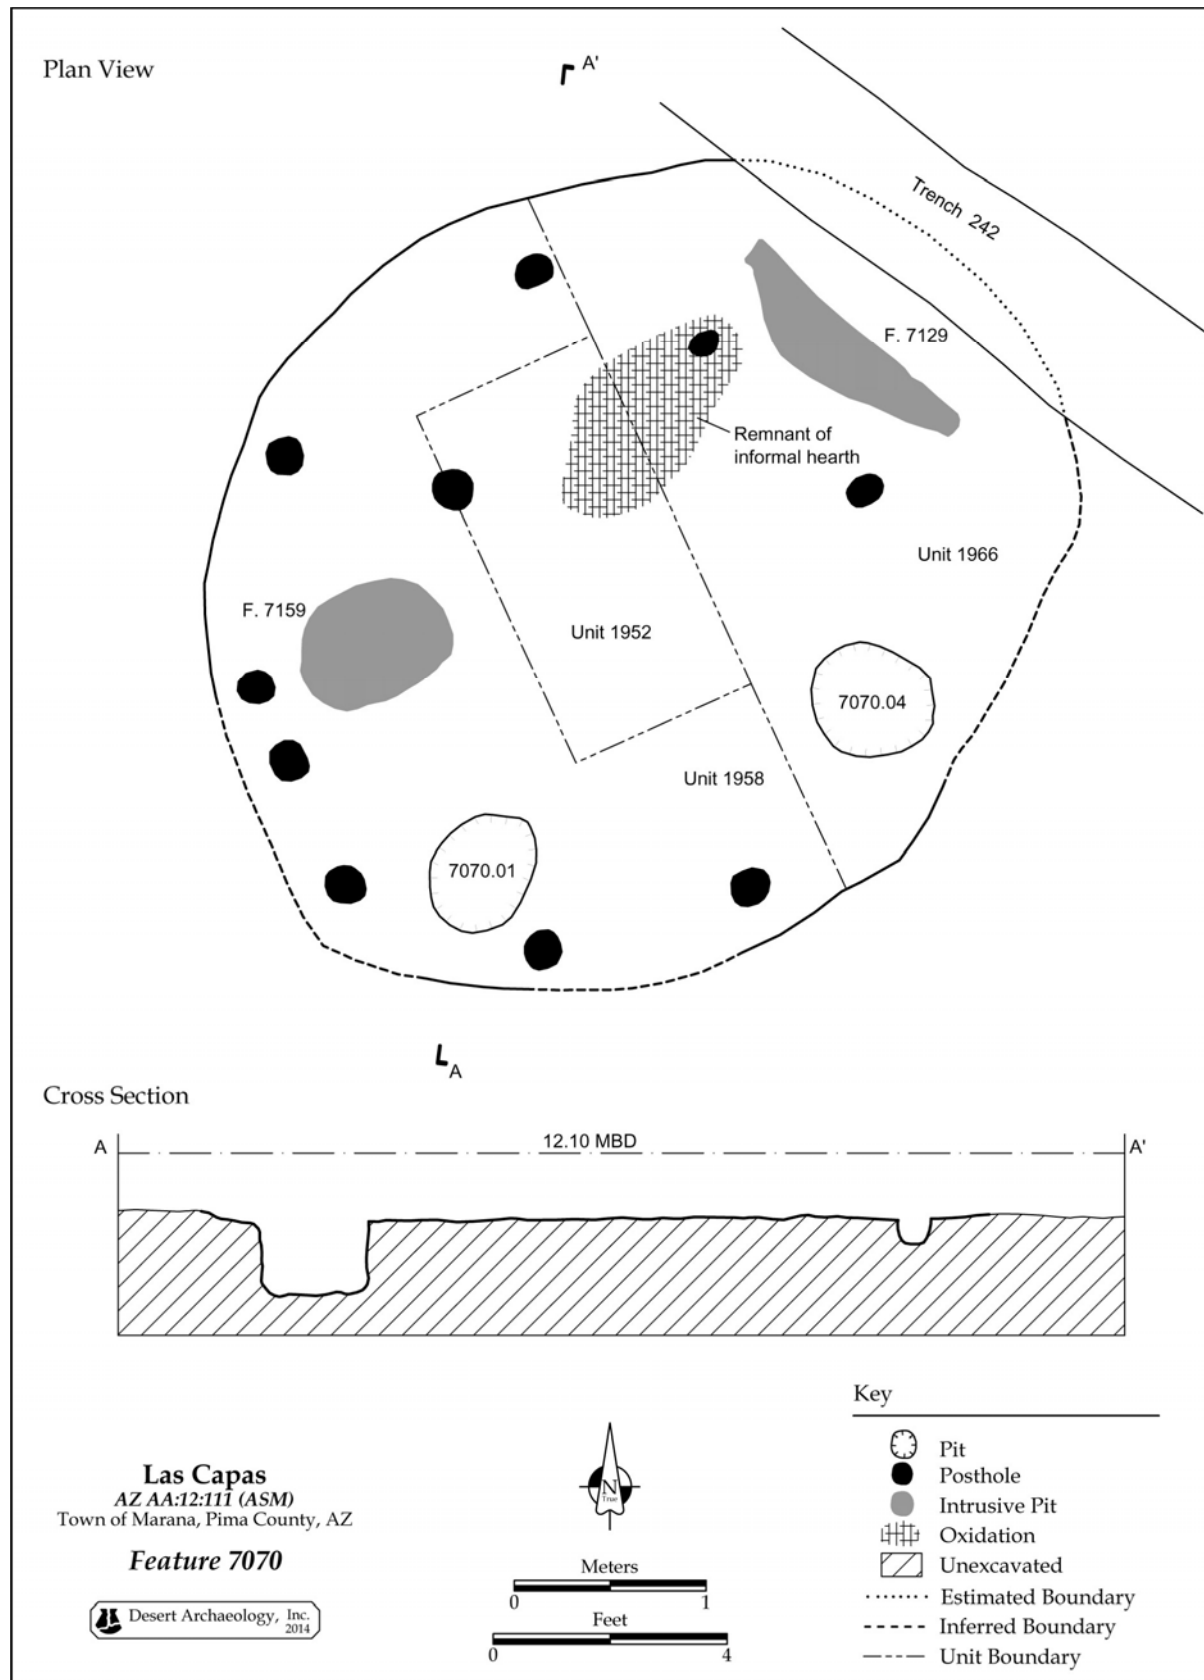 Plan View
A'
Trench 242
F. 7129
Remnant of
informal hearth
Unit 1966
F. 7159
Unit 1952
7070.04
Unit 1958
7070.01
A
Cross Section
A
12.10 MBD
A'
Key
Pit
Posthole
Intrusive Pit
Oxidation
Unexcavated
Estimated Boundary
Inferred Boundary
Unit Boundary
Las Capas
AZ AA:12:111 (ASM)
Town of Marana, Pima County, AZ
Feature 7070
Desert Archaeology, Inc.
2014
N
True
Meters
0 1
Feet
0 4